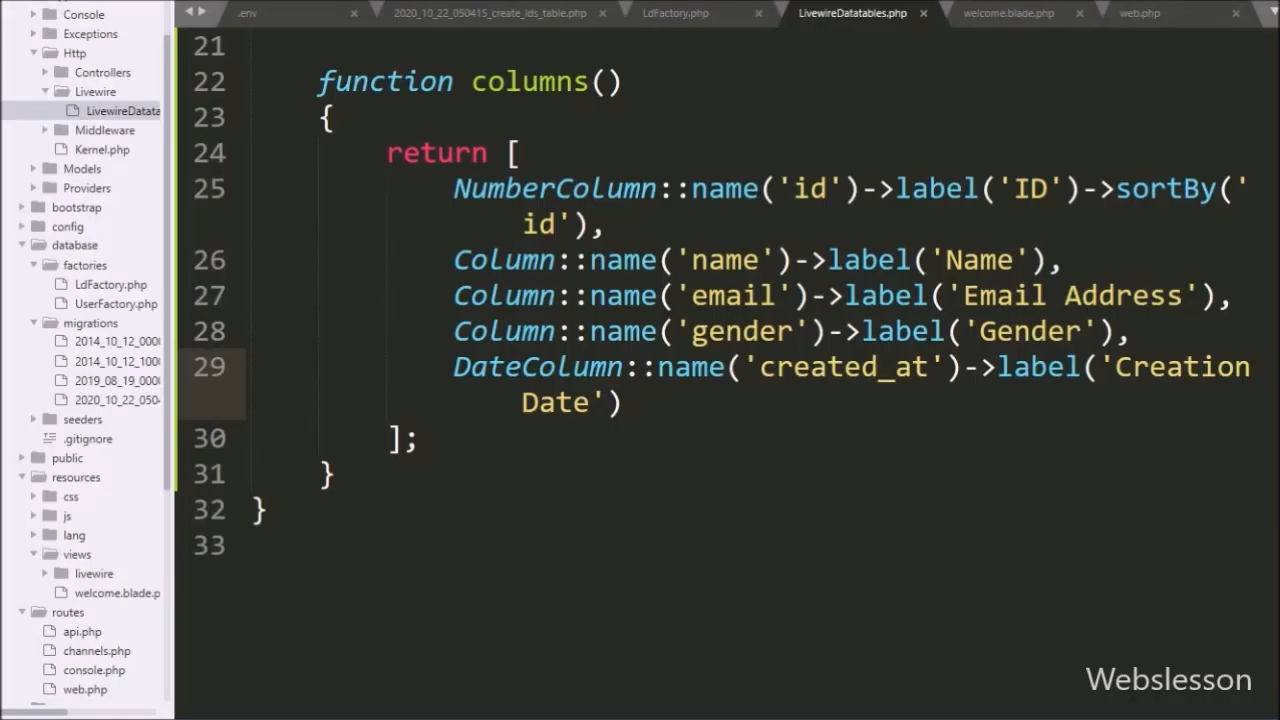 .env
2020_10_22_050415_create_lds_table.php
LdFactory.php
LivewireDatatables.php
welcome.blade.php
web.php
Console
Exceptions
Http
Controllers
Livewire
LivewireDatata
Middleware
Kernel.php
Models
Providers
bootstrap
config
database
factories
LdFactory.php
UserFactory.php
migrations
2014_10_12_000
2014_10_12_100
2019_08_19_000
2020_10_22_050
seeders
.gitignore
public
resources
css
js
lang
views
livewire
welcome.blade.p
routes
api.php
channels.php
console.php
web.php
21
22 function columns()
23 {
24 return [
25 NumberColumn::name('id')->label('ID')->sortBy('
id'),
26 Column::name('name')->label('Name'),
27 Column::name('email')->label('Email Address'),
28 Column::name('gender')->label('Gender'),
29 DateColumn::name('created_at')->label('Creation
Date')
30 ];
31 }
32 }
33
Webslesson